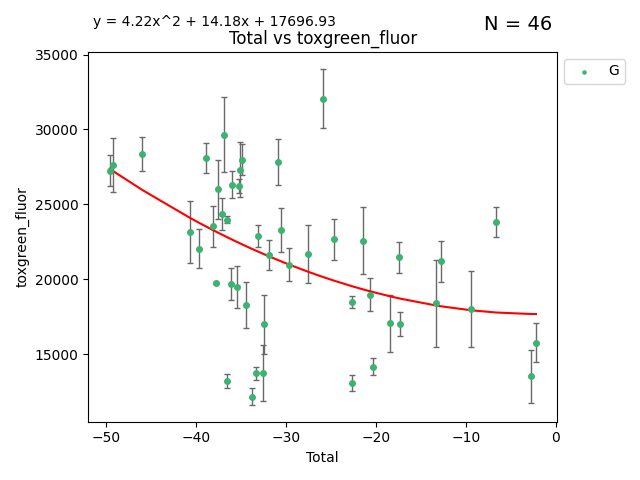 y = 4.22x^2 + 14.18x + 17696.93
N = 46
Total vs toxgreen_fluor
G
35000
30000
25000
20000
15000
toxgreen_fluor
−50 −40 −30 −20 −10 0
Total